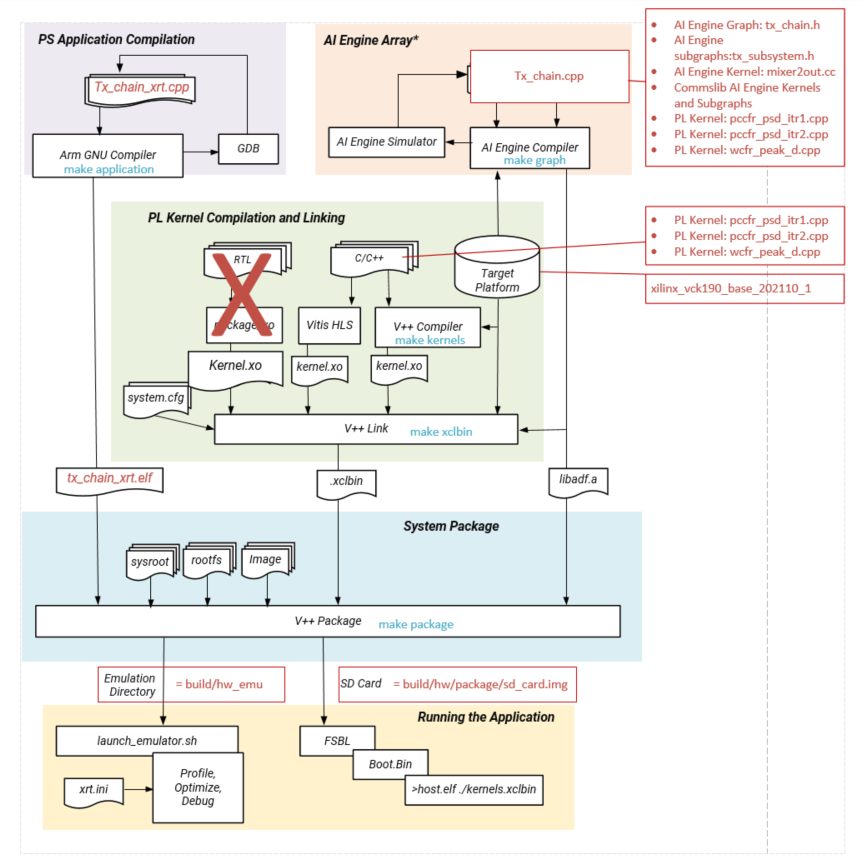 PS Application Compilation
Tx_chain_xrt.cpp
Arm GNU Compiler
make application
GDB
AI Engine Array*
Tx_chain.cpp
AI Engine Simulator
AI Engine Compiler
make graph
• AI Engine Graph: tx_chain.h
• AI Engine
subgraphs:tx_subsystem.h
• AI Engine Kernel: mixer2out.cc
• Commslib AI Engine Kernels
and Subgraphs
• PL Kernel: pccfr_psd_itr1.cpp
• PL Kernel: pccfr_psd_itr2.cpp
• PL Kernel: wcfr_peak_d.cpp
PL Kernel Compilation and Linking
RTL
C/C++
Target
Platform
• PL Kernel: pccfr_psd_itr1.cpp
• PL Kernel: pccfr_psd_itr2.cpp
• PL Kernel: wcfr_peak_d.cpp
xilinx_vck190_base_202110_1
package.xo
Vitis HLS
V++ Compiler
make kernels
Kernel.xo
kernel.xo
kernel.xo
system.cfg
V++ Link make xclbin
tx_chain_xrt.elf
.xclbin
libadf.a
System Package
sysroot
rootfs
Image
V++ Package make package
Emulation
Directory
= build/hw_emu
SD Card = build/hw/package/sd_card.img
Running the Application
launch_emulator.sh
xrt.ini
Profile,
Optimize,
Debug
FSBL
Boot.Bin
>host.elf ./kernels.xclbin